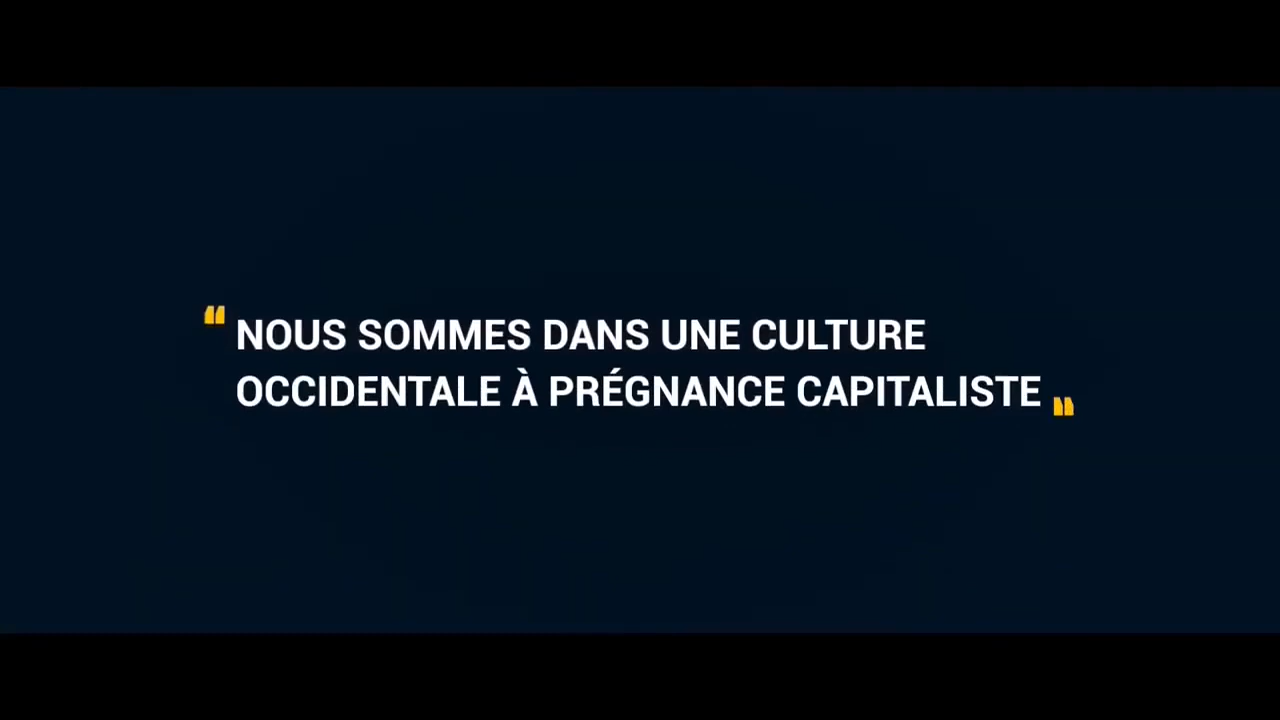 “ NOUS SOMMES DANS UNE CULTURE
OCCIDENTALE À PRÉGNANCE CAPITALISTE "